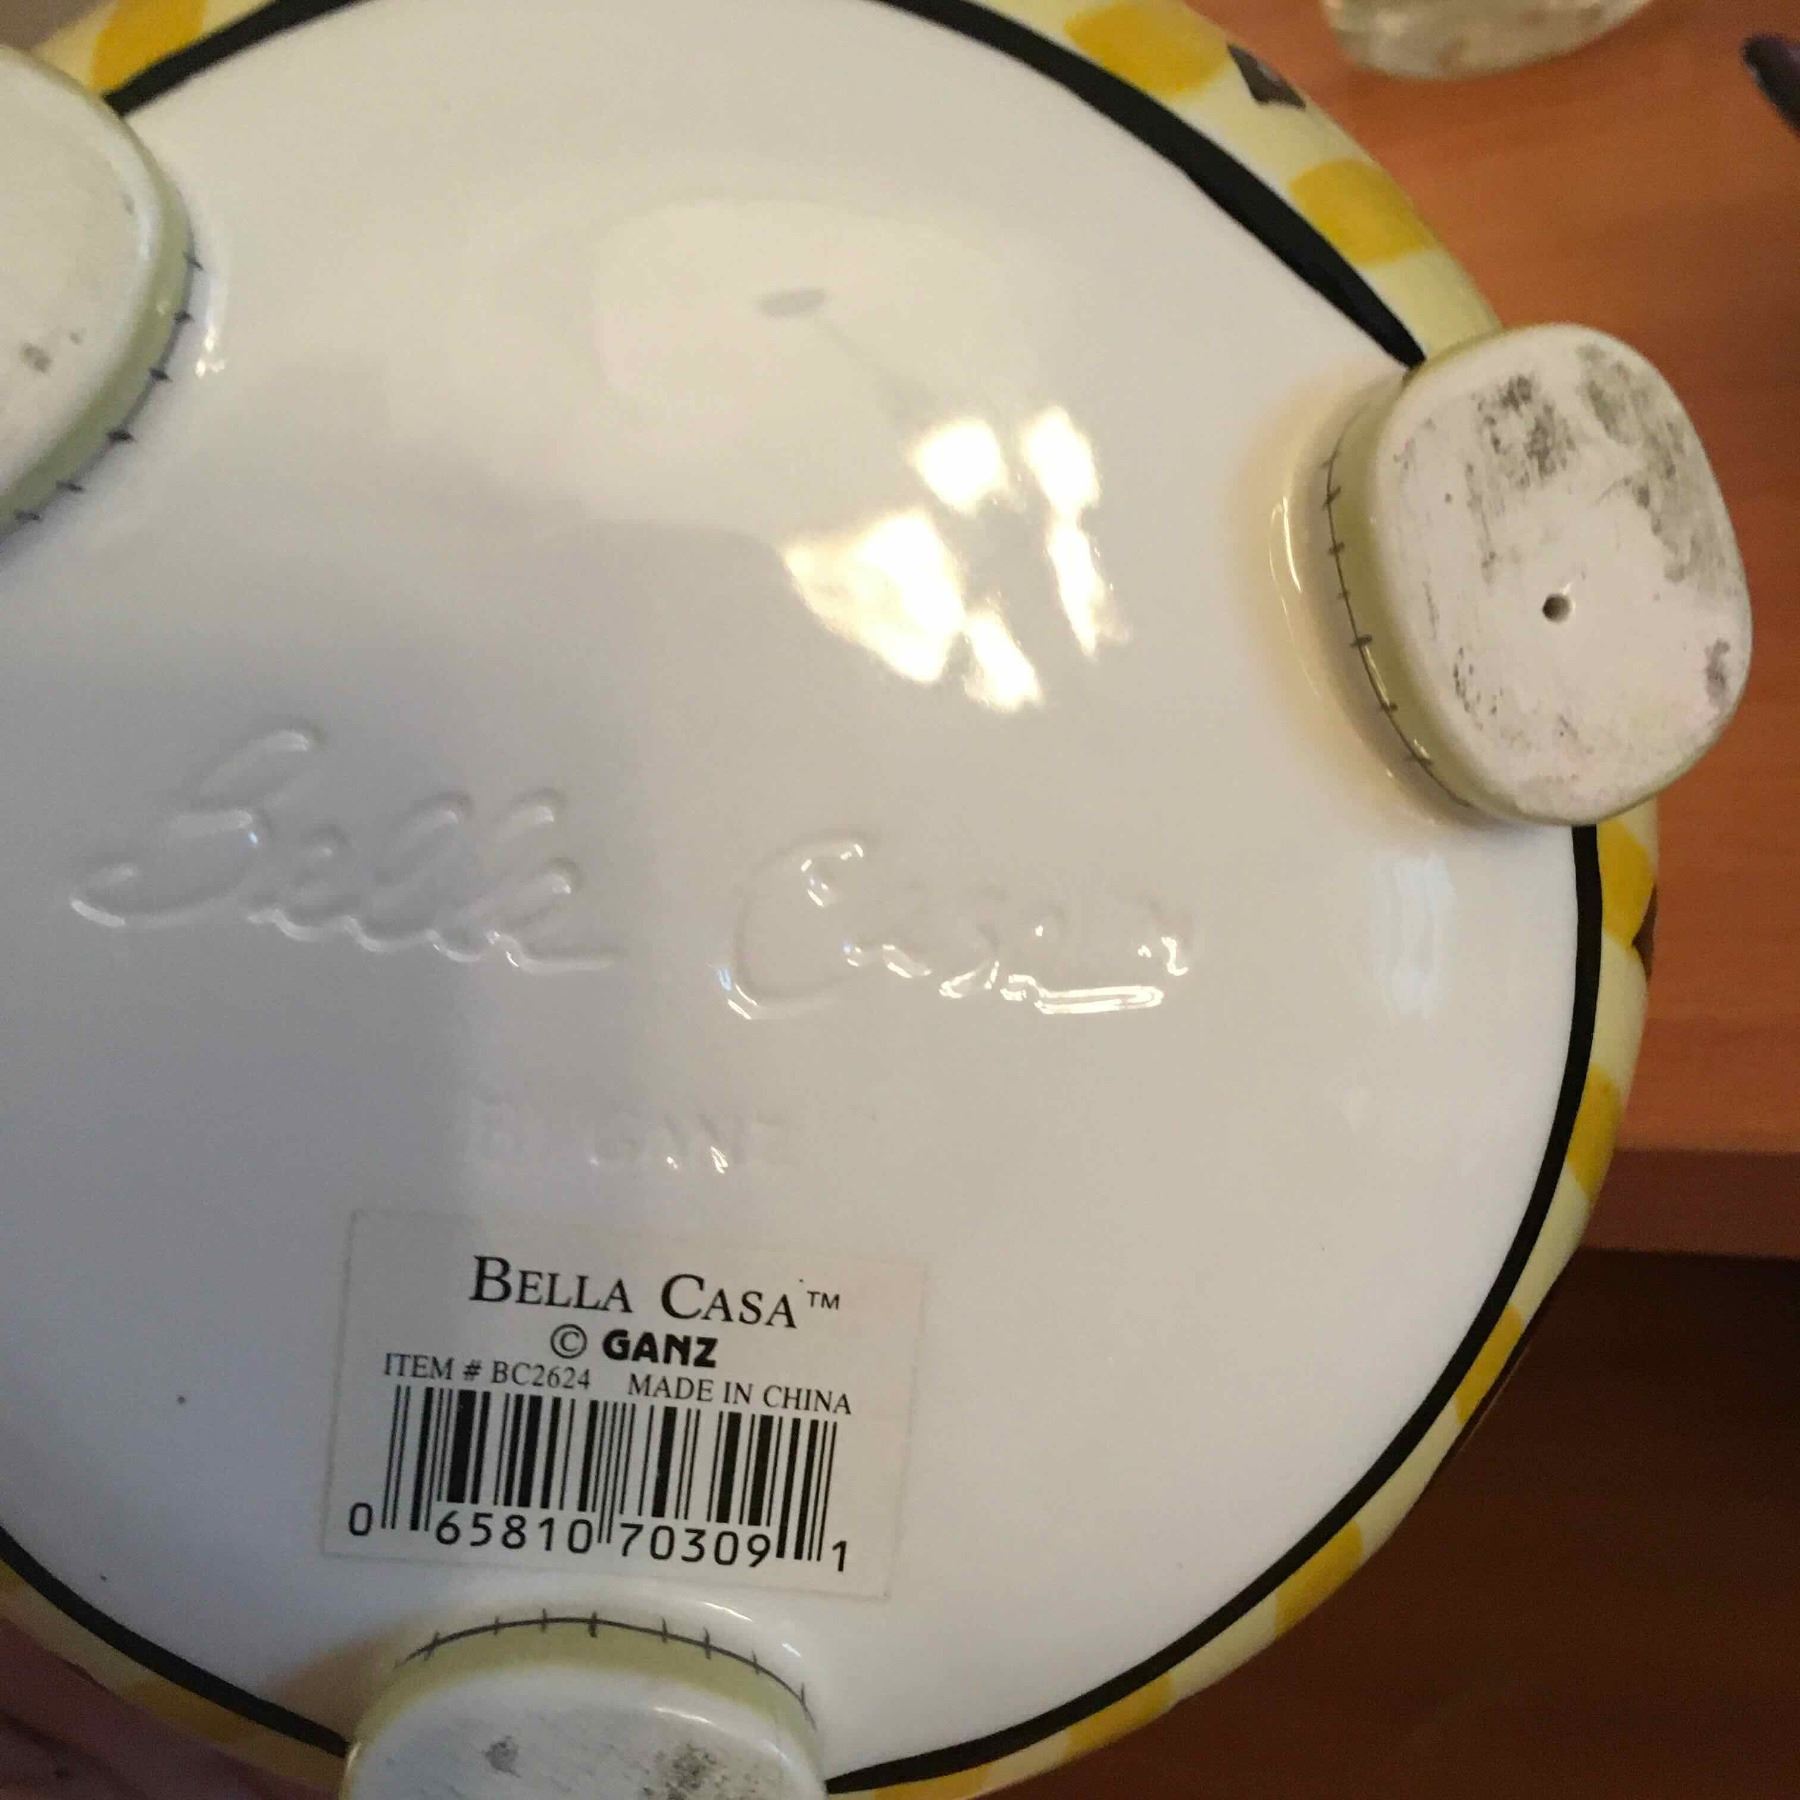 Bella Casa
BY GANZ
BELLA CASA™
© GANZ
ITEM # BC2624 MADE IN CHINA
0 65810 70309 1